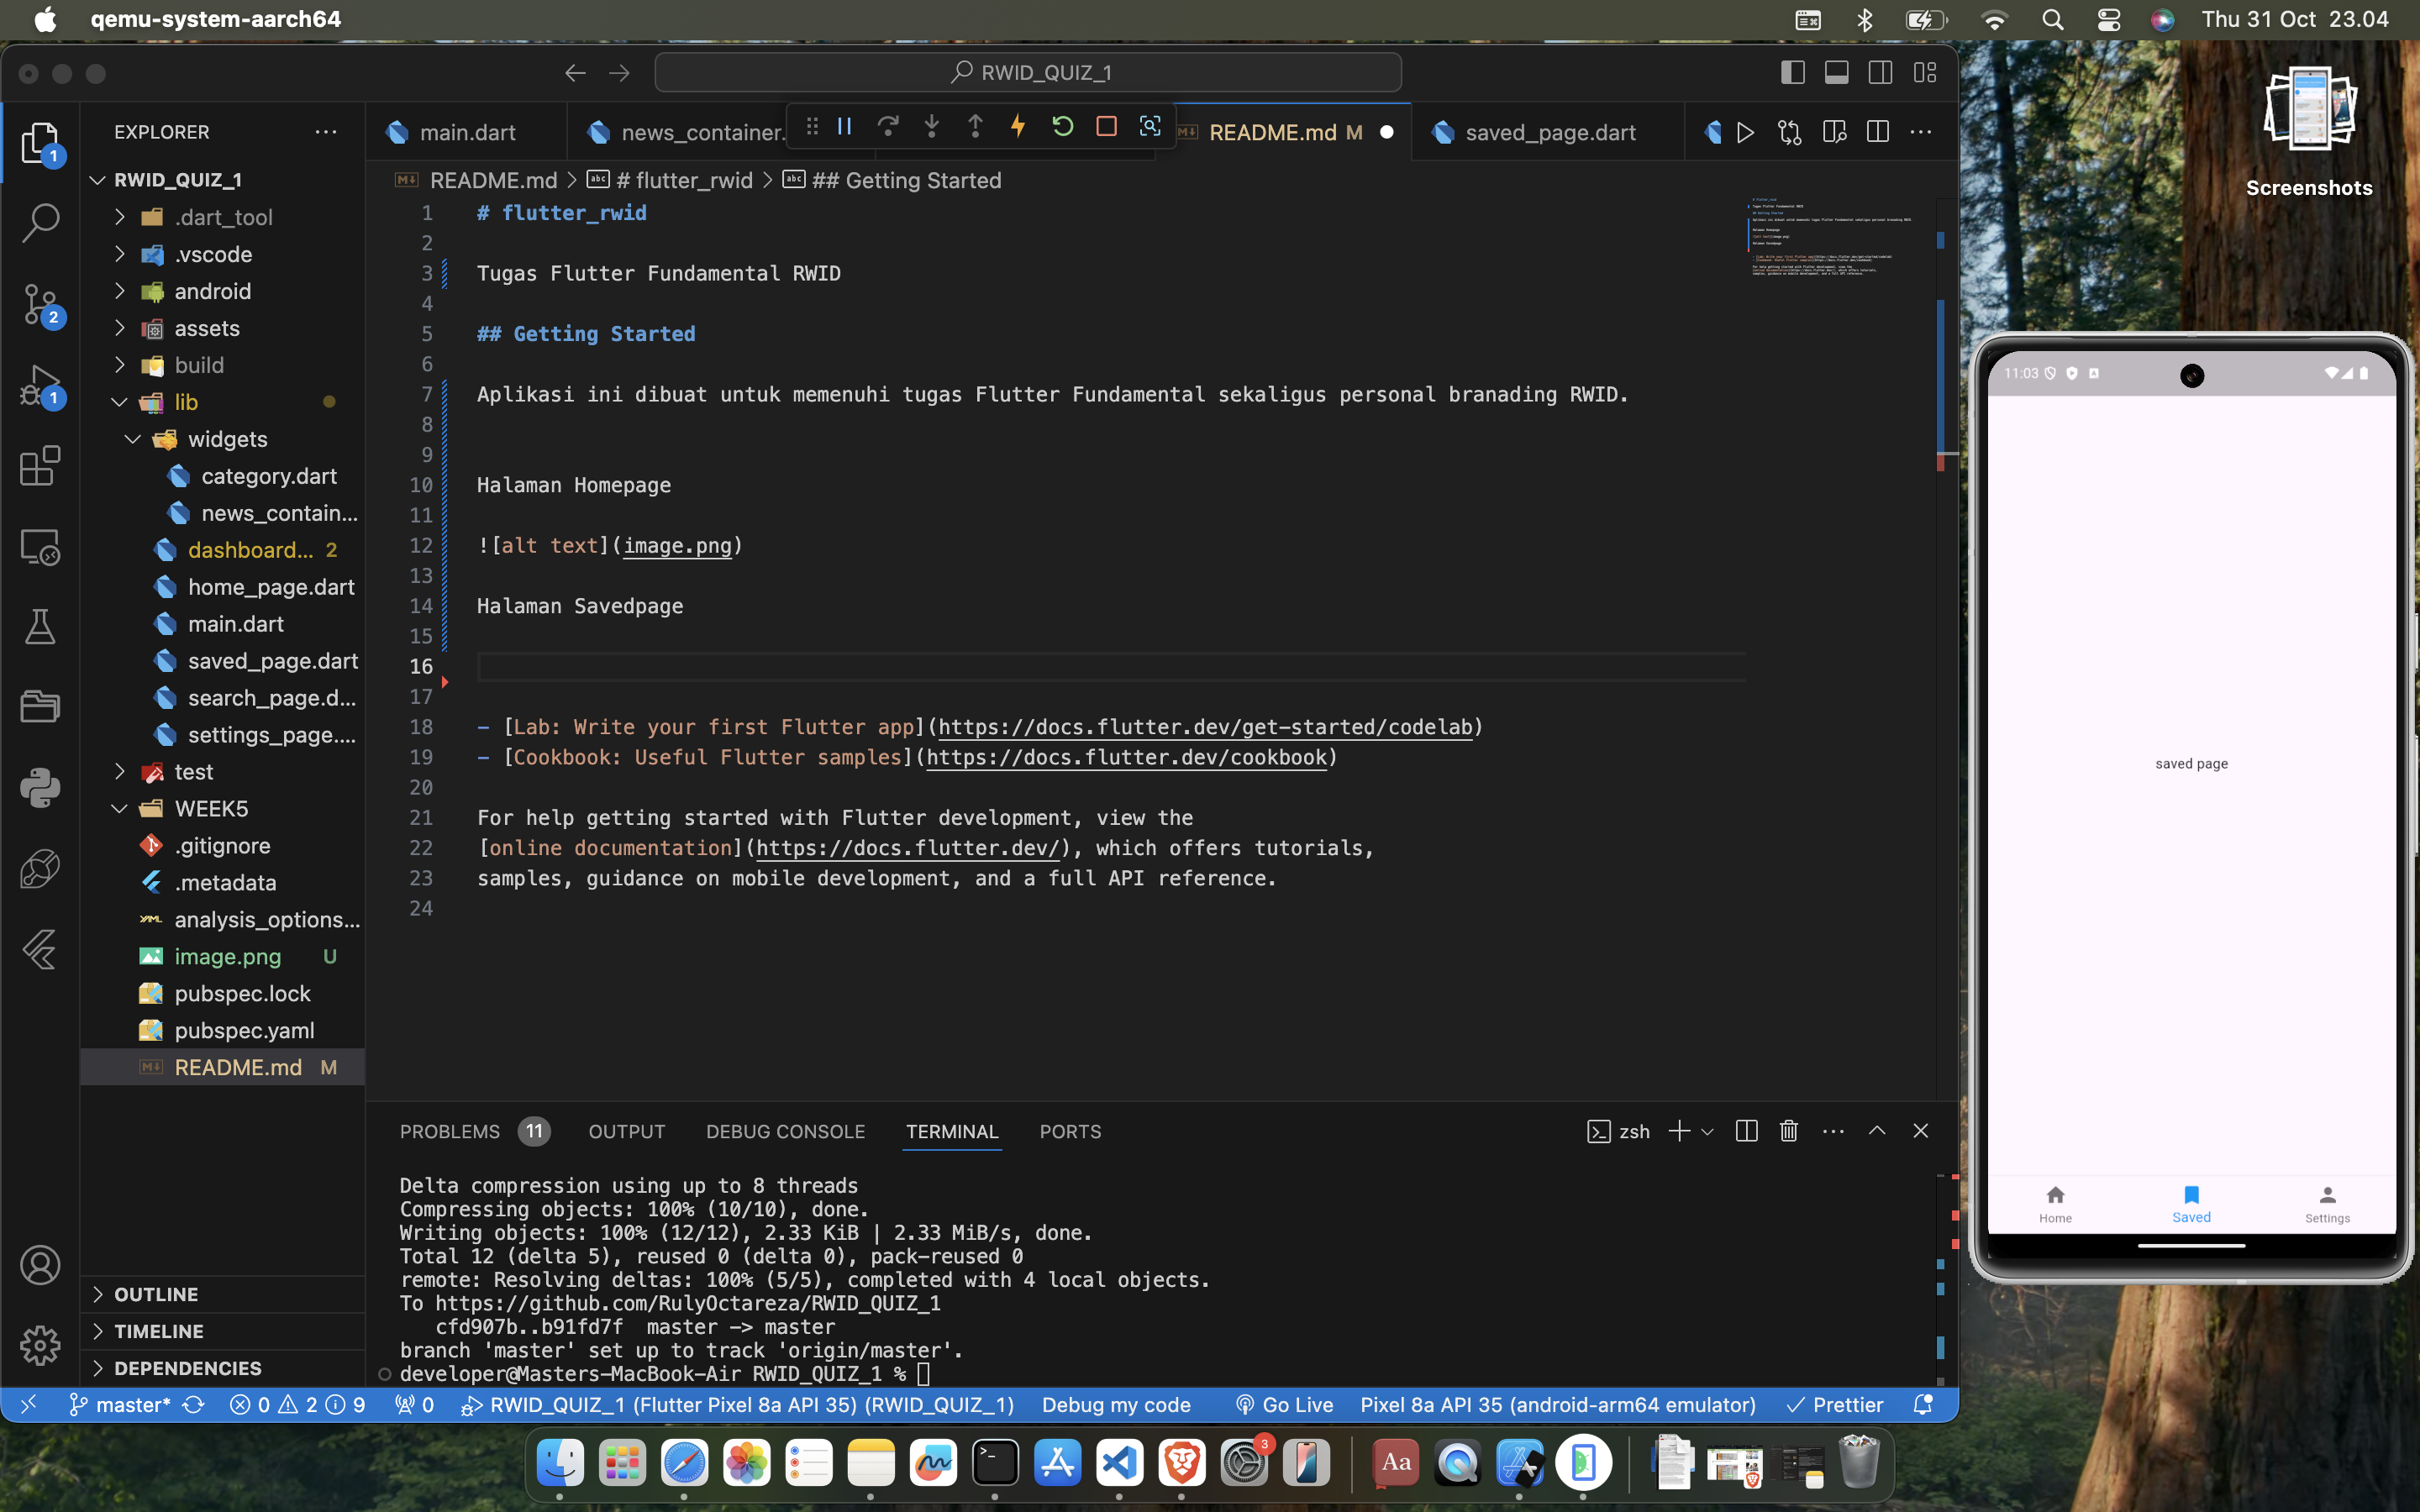 qemu-system-aarch64
Thu 31 Oct 23.04
RWID_QUIZ_1
Screenshots
EXPLORER
RWID_QUIZ_1
.dart_tool
.vscode
android
assets
build
lib
widgets
category.dart
news_contain...
dashboard... 2
home_page.dart
main.dart
saved_page.dart
search_page.d...
settings_page....
test
WEEK5
.gitignore
.metadata
analysis_options...
image.png U
pubspec.lock
pubspec.yaml
README.md M
OUTLINE
TIMELINE
DEPENDENCIES
1
2
1
main.dart
news_container.
README.md M
saved_page.dart
README.md > # flutter_rwid > ## Getting Started
1 # flutter_rwid
2
3 Tugas Flutter Fundamental RWID
4
5 ## Getting Started
6
7 Aplikasi ini dibuat untuk memenuhi tugas Flutter Fundamental sekaligus personal branading RWID.
8
9
10 Halaman Homepage
11
12 ![alt text](image.png)
13
14 Halaman Savedpage
15
16
17
18 - [Lab: Write your first Flutter app](https://docs.flutter.dev/get-started/codelab)
19 - [Cookbook: Useful Flutter samples](https://docs.flutter.dev/cookbook)
20
21 For help getting started with Flutter development, view the
22 [online documentation](https://docs.flutter.dev/), which offers tutorials,
23 samples, guidance on mobile development, and a full API reference.
24
PROBLEMS 11 OUTPUT DEBUG CONSOLE TERMINAL PORTS
zsh
Delta compression using up to 8 threads
Compressing objects: 100% (10/10), done.
Writing objects: 100% (12/12), 2.33 KiB | 2.33 MiB/s, done.
Total 12 (delta 5), reused 0 (delta 0), pack-reused 0
remote: Resolving deltas: 100% (5/5), completed with 4 local objects.
To https://github.com/RulyOctareza/RWID_QUIZ_1
cfd907b..b91fd7f master -> master
branch 'master' set up to track 'origin/master'.
developer@Masters-MacBook-Air RWID_QUIZ_1 %
master* 0 2 9 0 RWID_QUIZ_1 (Flutter Pixel 8a API 35) (RWID_QUIZ_1) Debug my code Go Live Pixel 8a API 35 (android-arm64 emulator) Prettier
11:03
saved page
Home
Saved
Settings
3
Aa